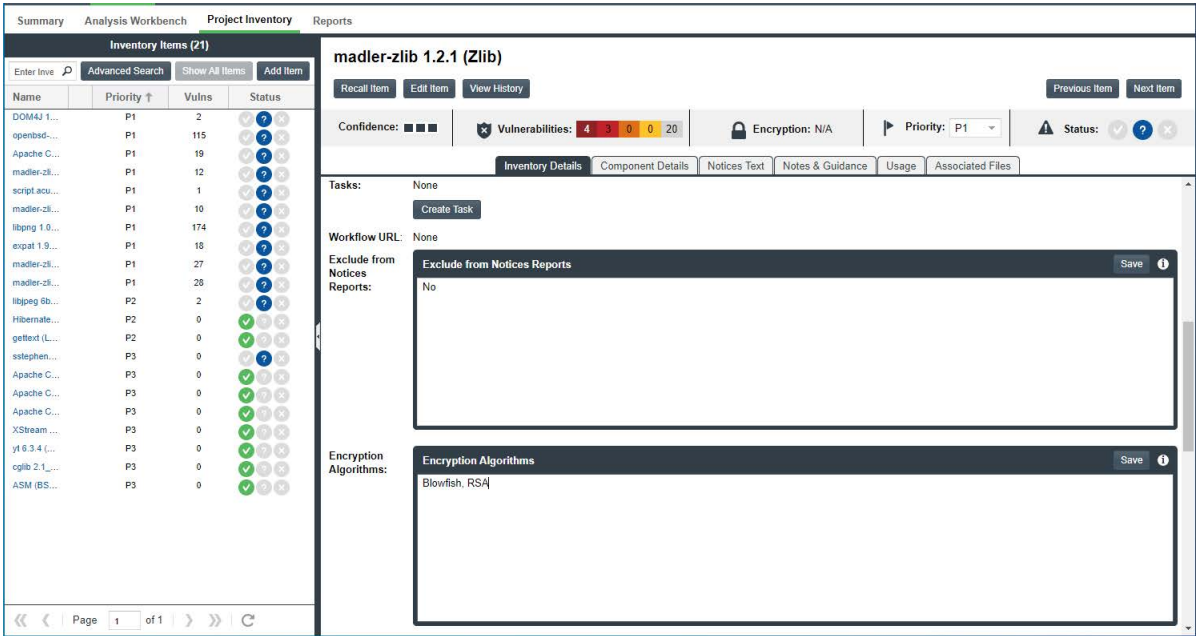 Summary Analysis Workbench Project Inventory Reports
Inventory Items (21)
Enter Inve Advanced Search Show All Items Add Item
Name Priority ↑ Vulns Status
DOM4J 1... P1 2
openbsd-... P1 115
Apache C... P1 19
madler-zli... P1 12
script acu... P1 1
madler-zli... P1 10
libpng 1.0... P1 174
expat 1.9... P1 18
madler-zli... P1 27
madler-zli... P1 28
libjpeg 6b... P2 2
Hibernate... P2 0
gettext (L... P2 0
sstephen... P3 0
Apache C... P3 0
Apache C... P3 0
Apache C... P3 0
XStream ... P3 0
yt 6.3.4 (... P3 0
cglib 2.1_... P3 0
ASM (BS... P3 0
Page 1 of 1
madler-zlib 1.2.1 (Zlib)
Recall Item Edit Item View History Previous Item Next Item
Confidence: Vulnerabilities: 4 3 0 0 20 Encryption: N/A Priority: P1 Status:
Inventory Details Component Details Notices Text Notes & Guidance Usage Associated Files
Tasks: None
Create Task
Workflow URL: None
Exclude from
Notices
Reports:
Exclude from Notices Reports Save
No
Encryption
Algorithms:
Encryption Algorithms Save
Blowfish, RSA